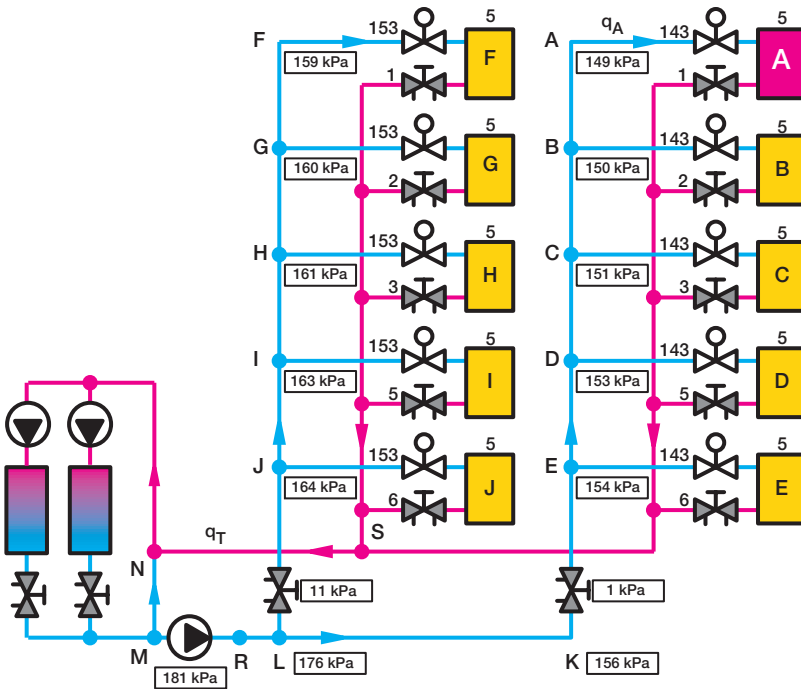 F 153 5 A qA 143 5
159 kPa F 149 kPa A
1 1
153 5 143 5
G 160 kPa G B 150 kPa B
2 2
153 5 143 5
H 161 kPa H C 151 kPa C
3 3
153 5 143 5
I 163 kPa I D 153 kPa D
5 5
153 5 143 5
J 164 kPa J E 154 kPa E
6 6
qT S
N
11 kPa 1 kPa
M R L 176 kPa K 156 kPa
181 kPa